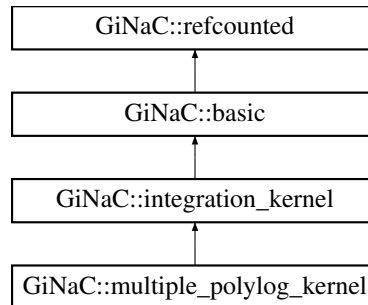 GiNaC::refcounted
GiNaC::basic
GiNaC::integration_kernel
GiNaC::multiple_polylog_kernel